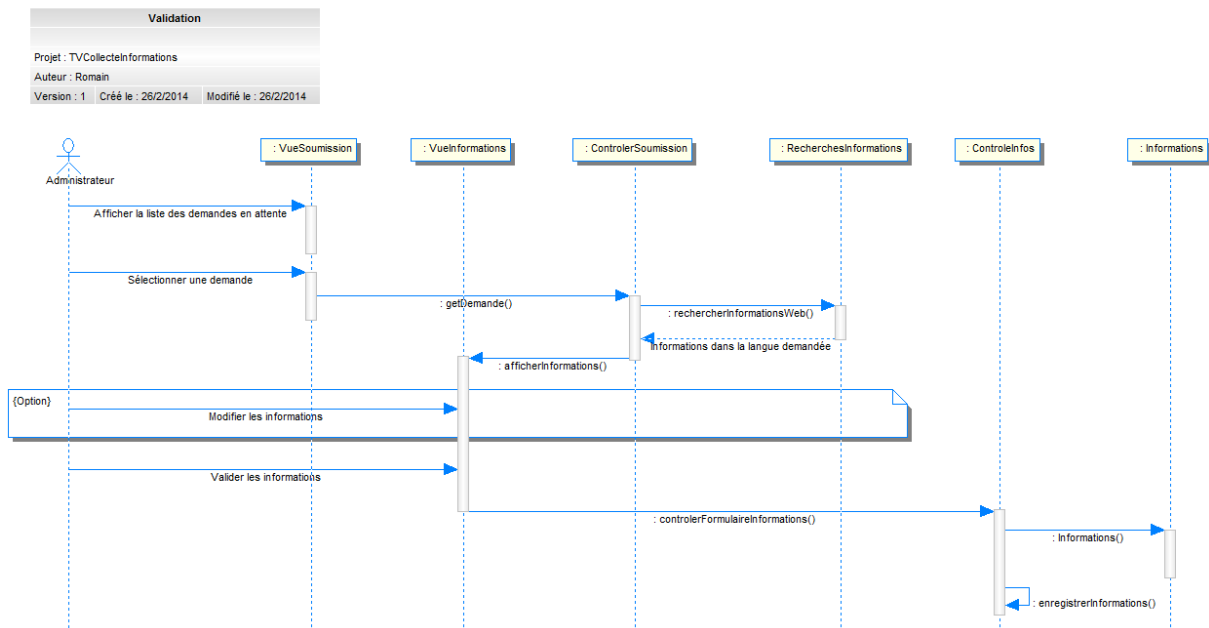 Validation
Projet : TVCollecteInformations
Auteur : Romain
Version : 1 Créé le : 26/2/2014 Modifié le : 26/2/2014
Administrateur
: VueSoumission
: VueInformations
: ControlerSoumission
: RecherchesInformations
: ControleInfos
: Informations
Afficher la liste des demandes en attente
Sélectionner une demande
: getDemande()
: rechercherInformationsWeb()
Informations dans la langue demandée
: afficherInformations()
{Option}
Modifier les informations
Valider les informations
: controlerFormulaireInformations()
: Informations()
: enregistrerInformations()